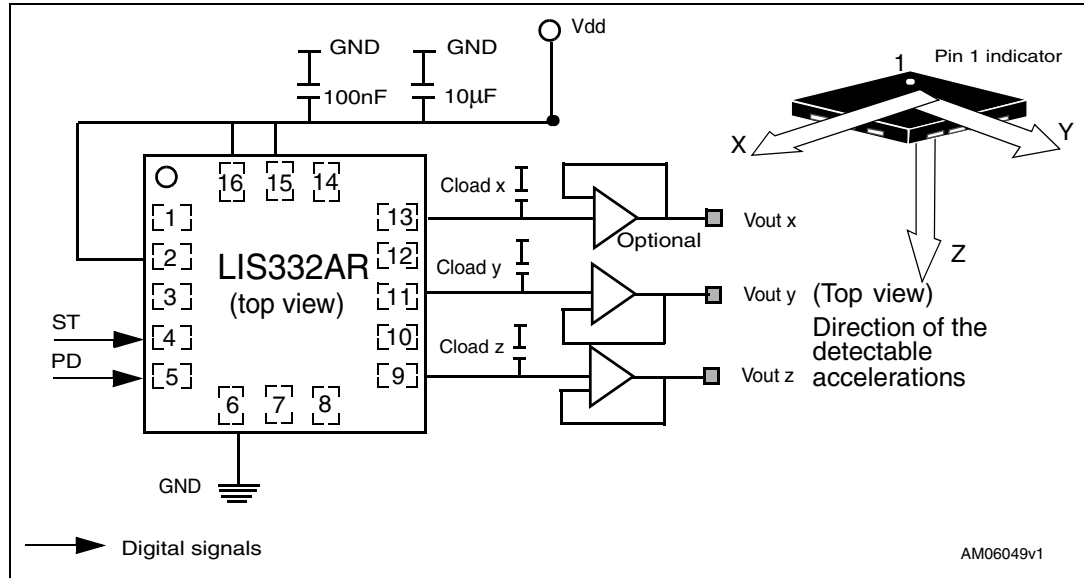 Vdd
GND
GND
100nF
10µF
1
Pin 1 indicator
X
Y
Z
16
15
14
1
2
3
4
5
6
7
8
13
12
11
10
9
LIS332AR
(top view)
ST
PD
GND
Cload x
Cload y
Cload z
Optional
Vout x
Vout y
Vout z
(Top view)
Direction of the
detectable
accelerations
Digital signals
AM06049v1